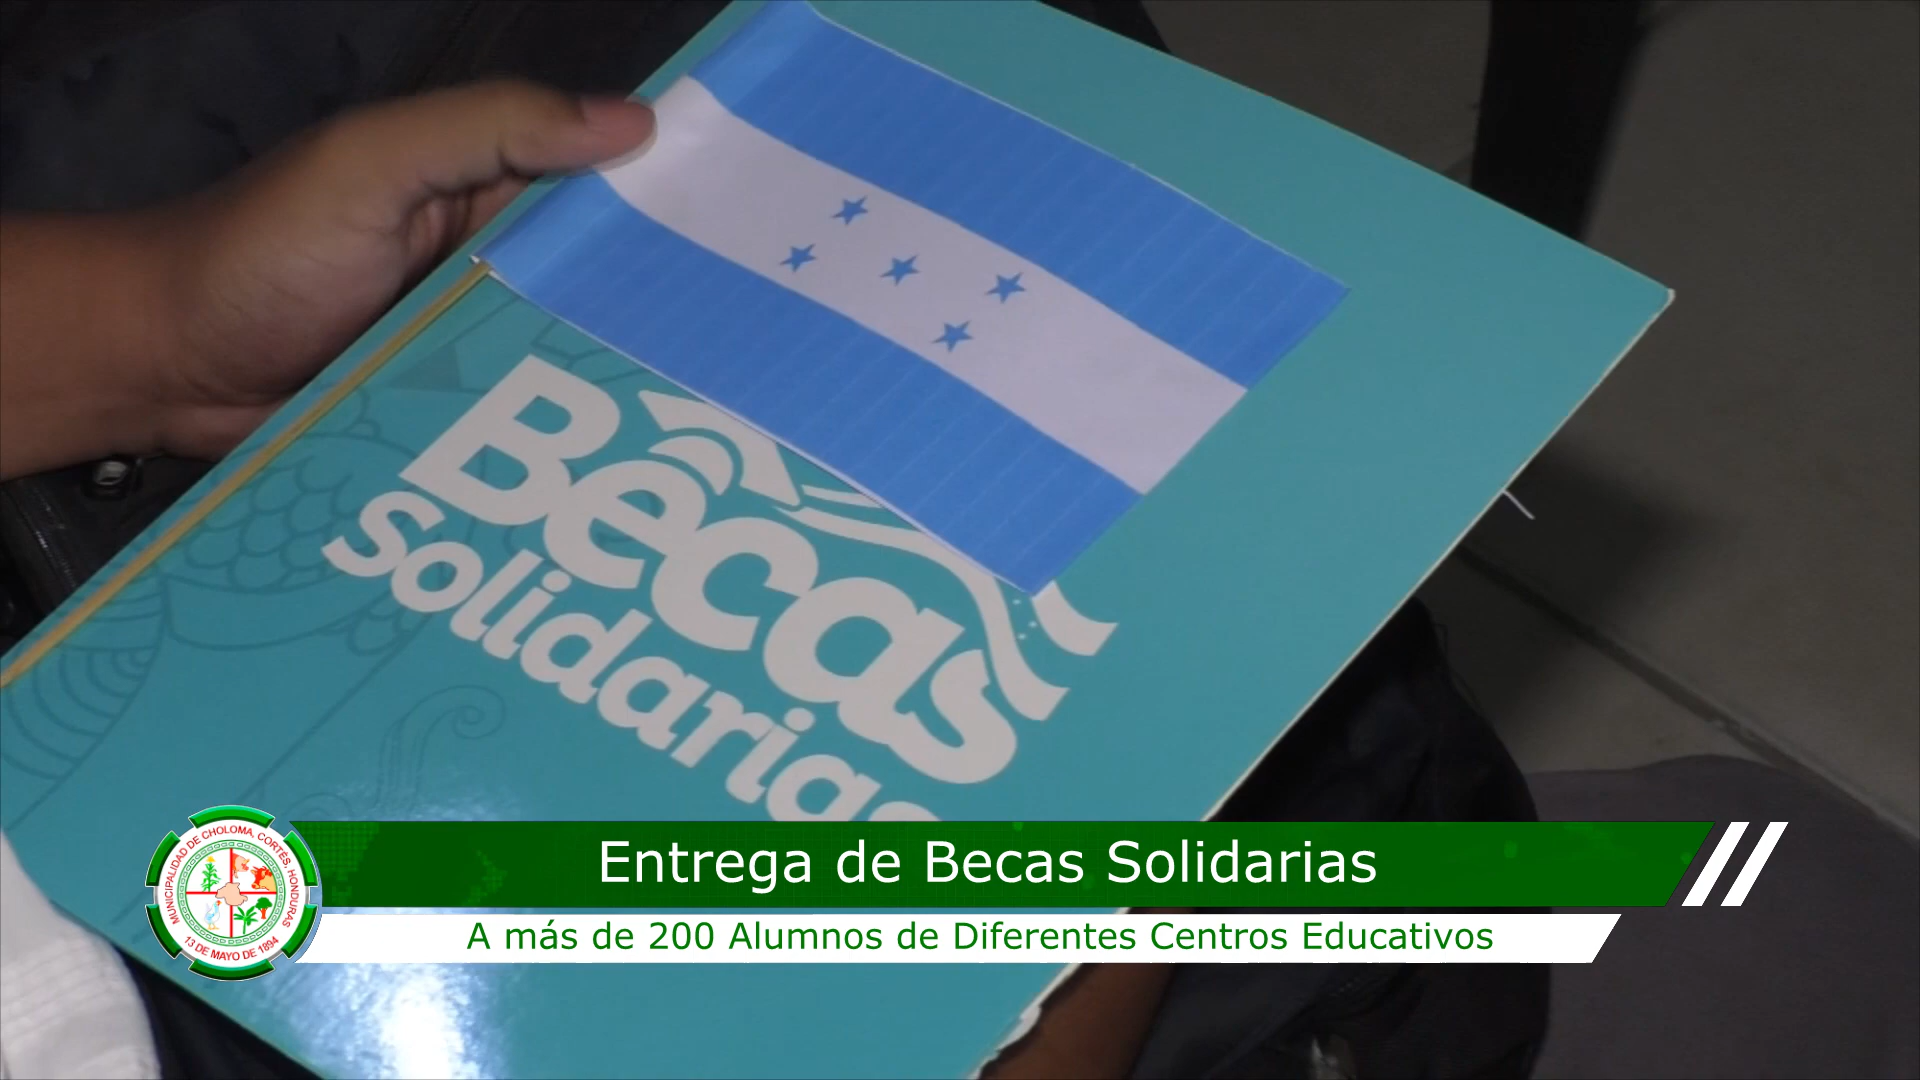 Becas
Solidarias
Entrega de Becas Solidarias
A más de 200 Alumnos de Diferentes Centros Educativos
MUNICIPALIDAD DE CHOLOMA, CORTÉS, HONDURAS
13 DE MAYO DE 1894